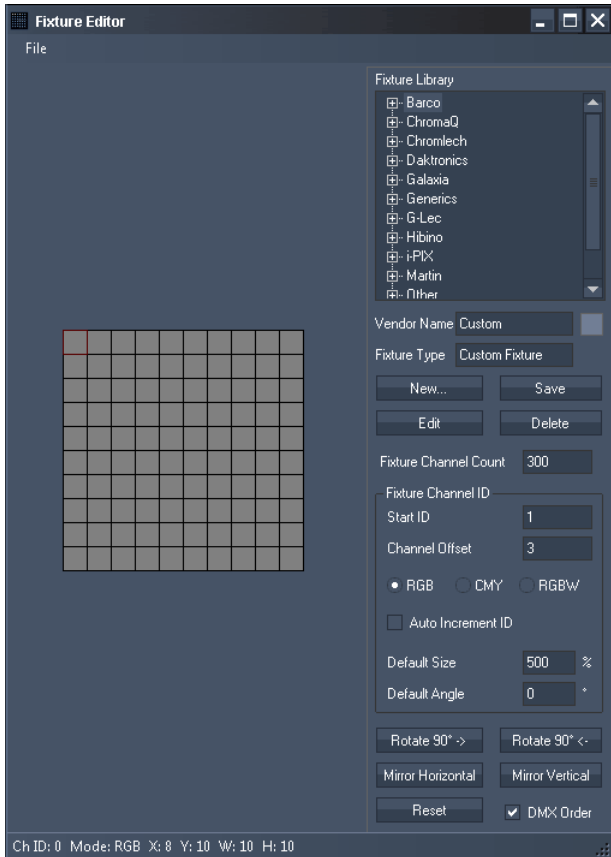 Fixture Editor
File
Fixture Library
Barco
ChromaQ
Chromlech
Daktronics
Galaxia
Generics
G-Lec
Hibino
i-PIX
Martin
Other
Vendor Name Custom
Fixture Type Custom Fixture
New... Save
Edit Delete
Fixture Channel Count 300
Fixture Channel ID
Start ID 1
Channel Offset 3
RGB CMY RGBW
Auto Increment ID
Default Size 500 %
Default Angle 0 °
Rotate 90° -> Rotate 90° <-
Mirror Horizontal Mirror Vertical
Reset DMX Order
Ch ID: 0 Mode: RGB X: 8 Y: 10 W: 10 H: 10